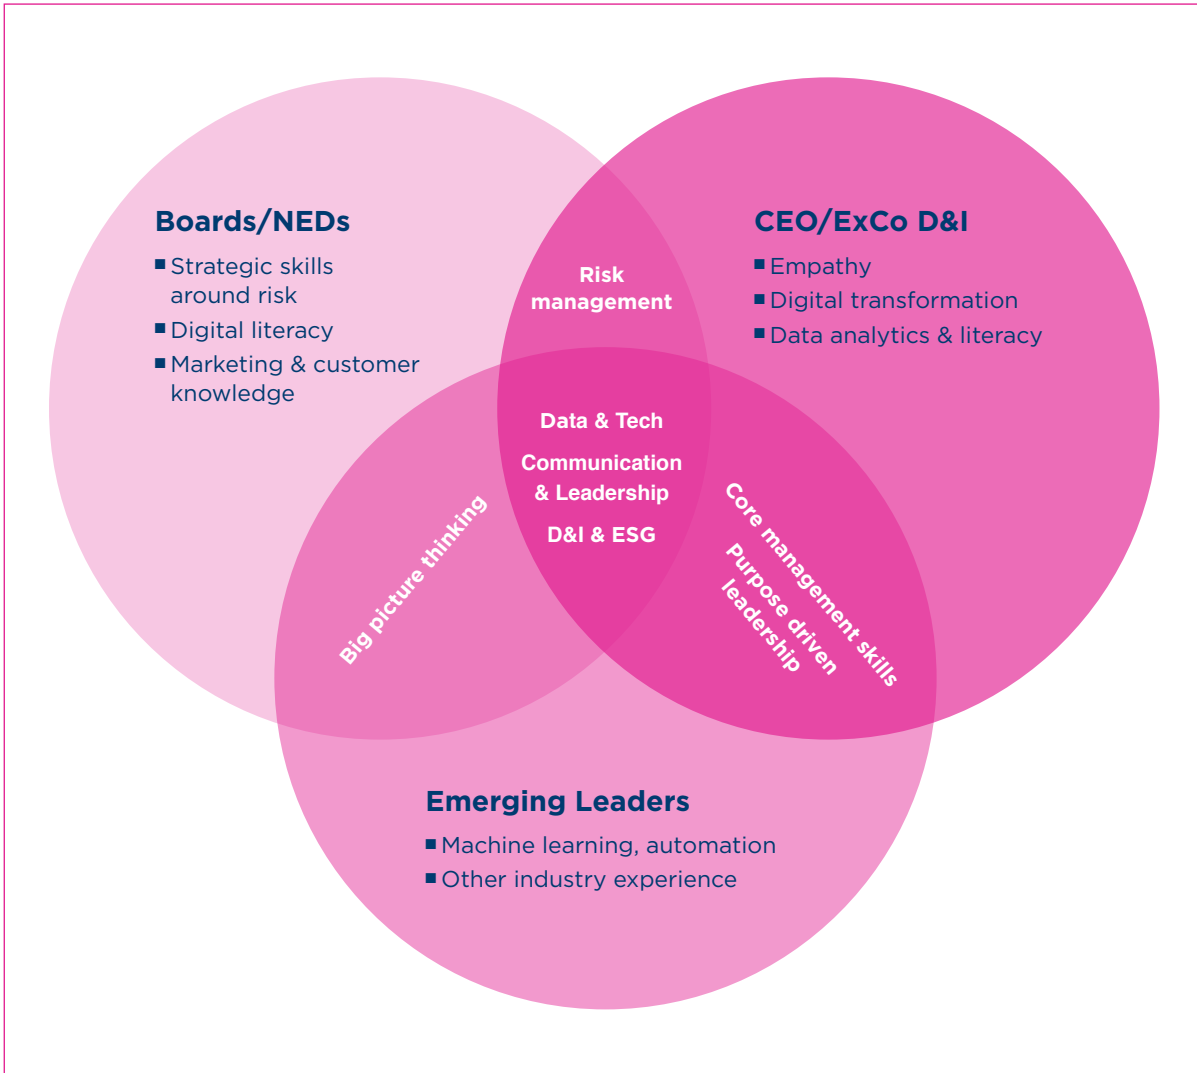 Boards/NEDs
■ Strategic skills
around risk
■ Digital literacy
■ Marketing & customer
knowledge
CEO/ExCo D&I
■ Empathy
■ Digital transformation
■ Data analytics & literacy
Risk
management
Data & Tech
Communication
& Leadership
D&I & ESG
Big picture thinking
Core management skills
Purpose driven
leadership
Emerging Leaders
■ Machine learning, automation
■ Other industry experience